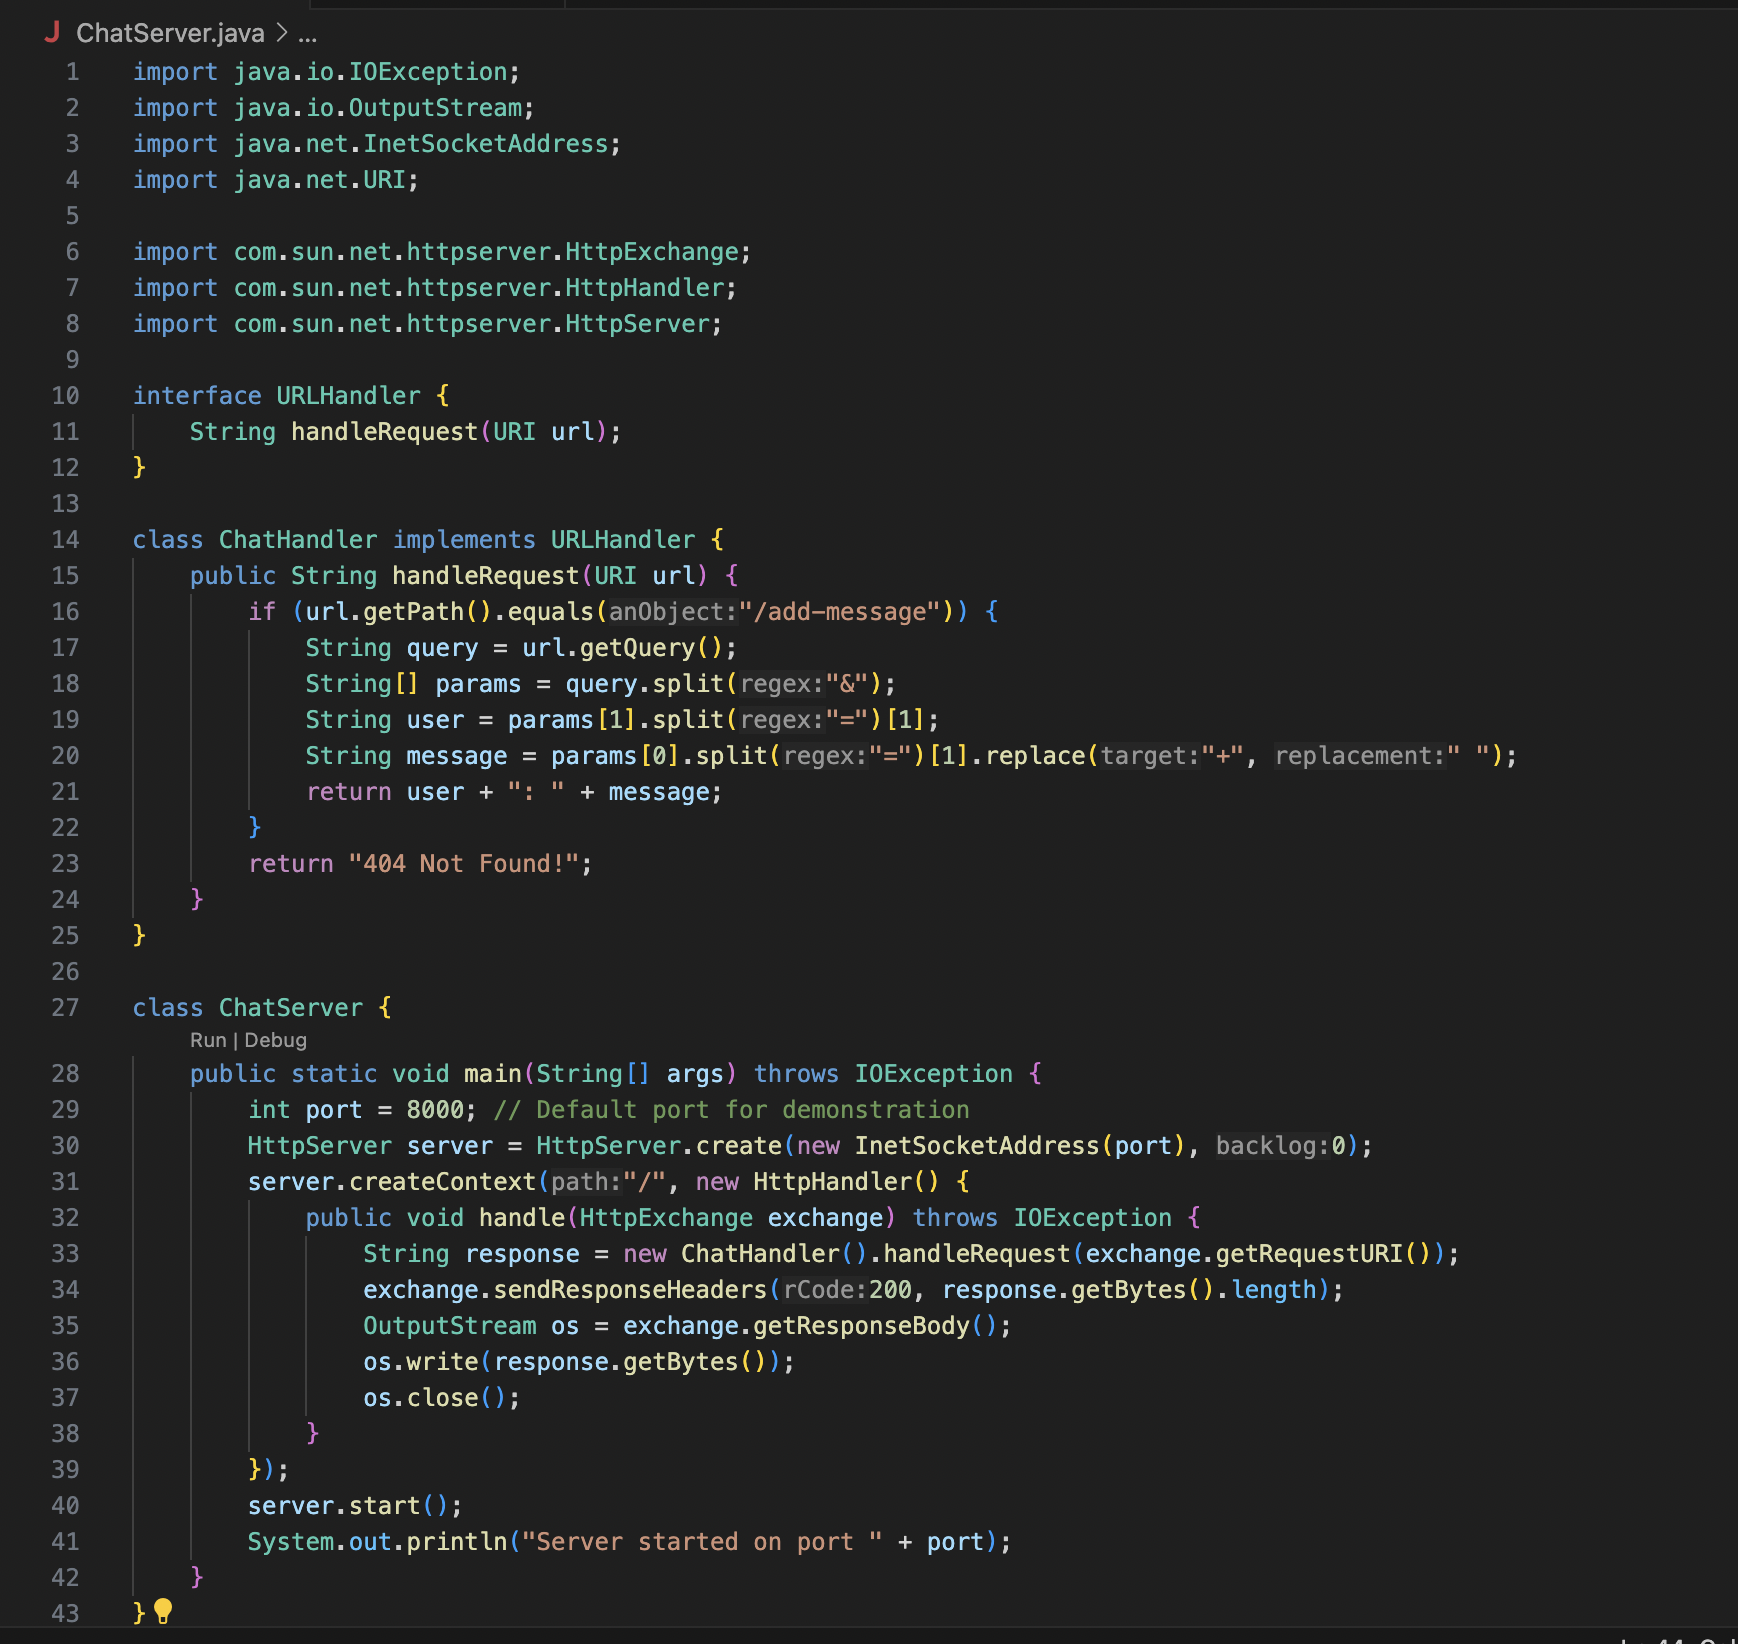 J ChatServer.java > ...
1 import java.io.IOException;
2 import java.io.OutputStream;
3 import java.net.InetSocketAddress;
4 import java.net.URI;
5
6 import com.sun.net.httpserver.HttpExchange;
7 import com.sun.net.httpserver.HttpHandler;
8 import com.sun.net.httpserver.HttpServer;
9
10 interface URLHandler {
11     String handleRequest(URI url);
12 }
13
14 class ChatHandler implements URLHandler {
15     public String handleRequest(URI url) {
16         if (url.getPath().equals(anObject:"/add-message")) {
17             String query = url.getQuery();
18             String[] params = query.split(regex:"&");
19             String user = params[1].split(regex:"=")[1];
20             String message = params[0].split(regex:"=")[1].replace(target:"+", replacement:" ");
21             return user + ": " + message;
22         }
23         return "404 Not Found!";
24     }
25 }
26
27 class ChatServer {
Run | Debug
28     public static void main(String[] args) throws IOException {
29         int port = 8000; // Default port for demonstration
30         HttpServer server = HttpServer.create(new InetSocketAddress(port), backlog:0);
31         server.createContext(path:"/", new HttpHandler() {
32             public void handle(HttpExchange exchange) throws IOException {
33                 String response = new ChatHandler().handleRequest(exchange.getRequestURI());
34                 exchange.sendResponseHeaders(rCode:200, response.getBytes().length);
35                 OutputStream os = exchange.getResponseBody();
36                 os.write(response.getBytes());
37                 os.close();
38             }
39         });
40         server.start();
41         System.out.println("Server started on port " + port);
42     }
43 }